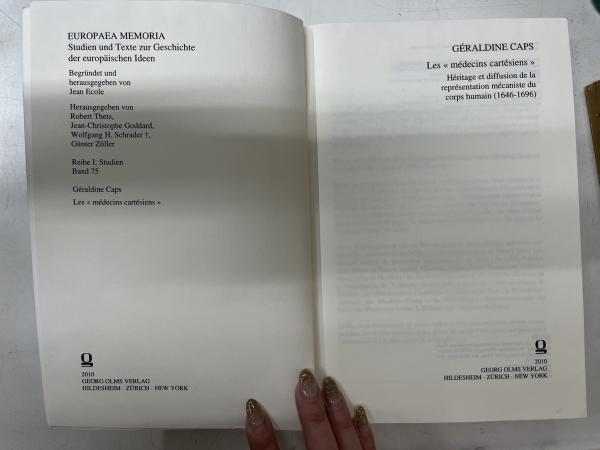 EUROPAEA MEMORIA
Studien und Texte zur Geschichte
der europäischen Ideen
Begründet und
herausgegeben von
Jean Ecole
Herausgegeben von
Robert Theis,
Jean-Christophe Goddard,
Wolfgang H. Schrader †,
Günter Zöller
Reihe I: Studien
Band 75
Géraldine Caps
Les « médecins cartésiens »
2010
GEORG OLMS VERLAG
HILDESHEIM · ZÜRICH · NEW YORK
GÉRALDINE CAPS
Les « médecins cartésiens »
Héritage et diffusion de la
représentation mécaniste du
corps humain (1646-1696)
2010
GEORG OLMS VERLAG
HILDESHEIM · ZÜRICH · NEW YORK